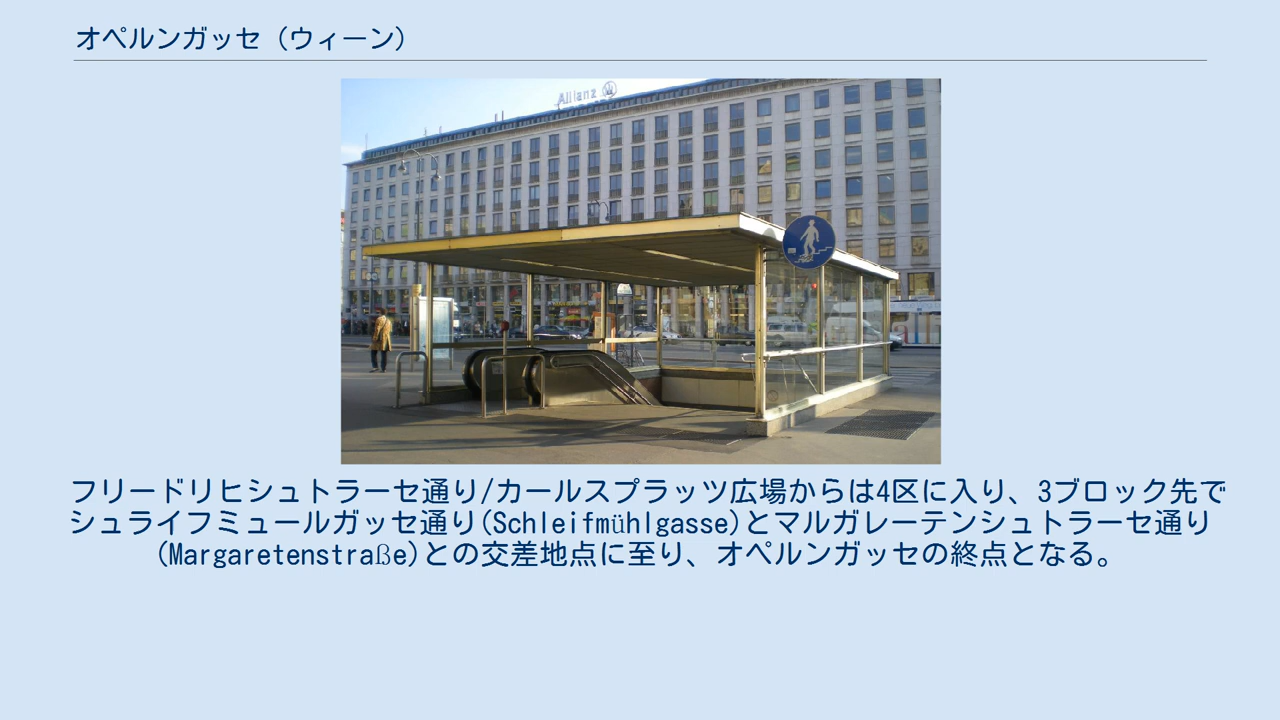 オペルンガッセ（ウィーン）
Allianz
フリードリヒシュトラーセ通り/カールスプラッツ広場からは4区に入り、3ブロック先で
シュライフミュールガッセ通り(Schleifmühlgasse)とマルガレーテンシュトラーセ通り
(Margaretenstraße)との交差地点に至り、オペルンガッセの終点となる。